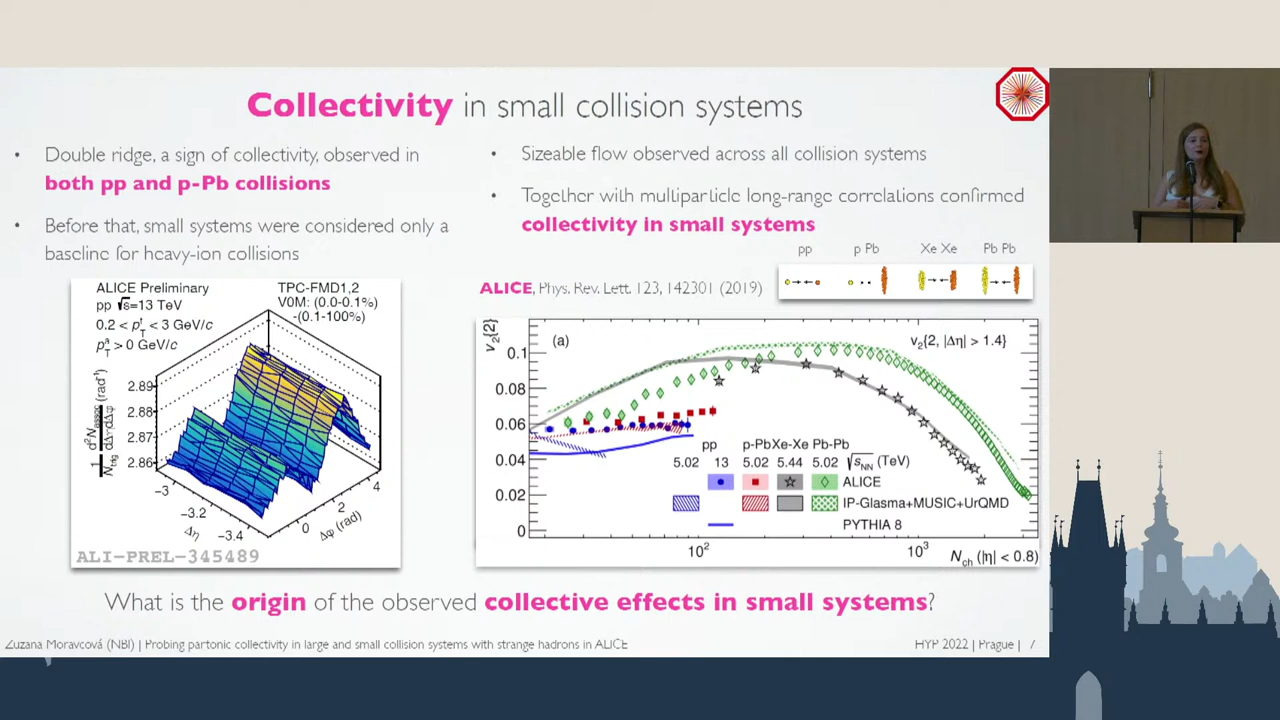 Collectivity in small collision systems
• Double ridge, a sign of collectivity, observed in
both pp and p-Pb collisions
• Before that, small systems were considered only a
baseline for heavy-ion collisions
• Sizeable flow observed across all collision systems
• Together with multiparticle long-range correlations confirmed
collectivity in small systems
pp p Pb Xe Xe Pb Pb
ALICE, Phys. Rev. Lett. 123, 142301 (2019)
ALICE Preliminary
pp √s=13 TeV
0.2 < p_T^t < 3 GeV/c
p_T^a > 0 GeV/c
TPC-FMD1,2
V0M: (0.0-0.1%)
-(0.1-100%)
1/N_trig d²N_assoc/dΔηdΔφ (rad⁻¹)
2.89
2.88
2.87
2.86
−3
−3.2
−3.4
Δη
0
2
4
Δφ (rad)
ALI-PREL-345489
v₂{2}
(a)
v₂{2, |Δη| > 1.4}
0.1
0.08
0.06
0.04
0.02
0
pp p-Pb Xe-Xe Pb-Pb
5.02 13 5.02 5.44 5.02 √s_NN (TeV)
ALICE
IP-Glasma+MUSIC+UrQMD
PYTHIA 8
10² 10³
N_ch (|η| < 0.8)
What is the origin of the observed collective effects in small systems?
Zuzana Moravcová (NBI) | Probing partonic collectivity in large and small collision systems with strange hadrons in ALICE
HYP 2022 | Prague | 7